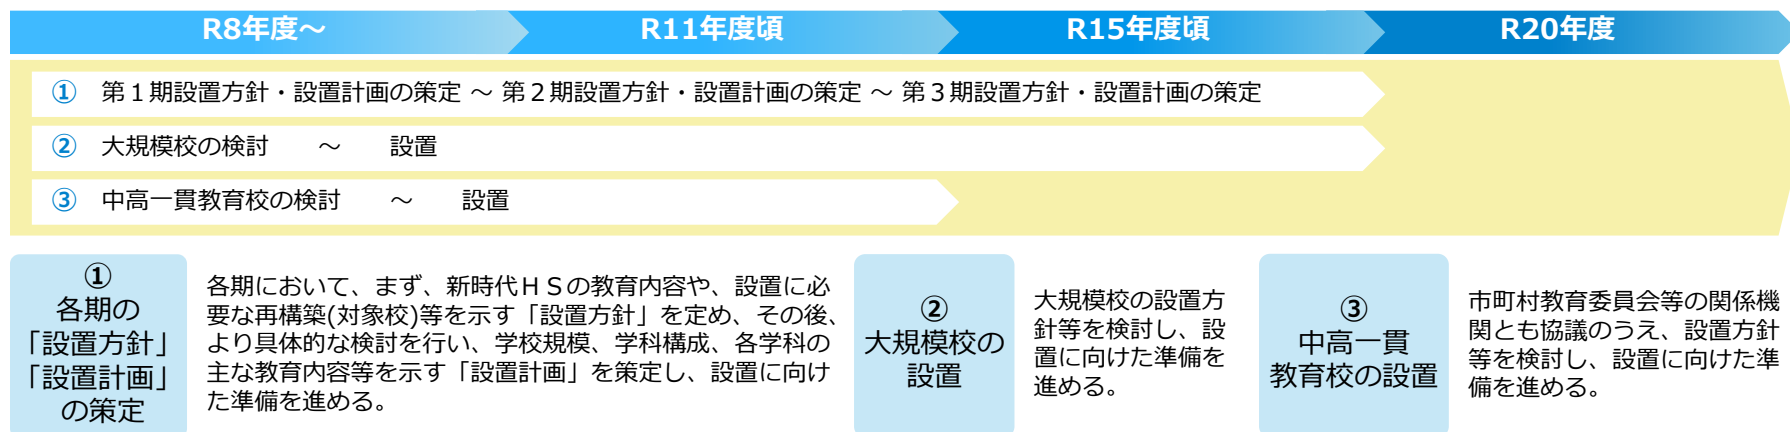 R8年度～ R11年度頃 R15年度頃 R20年度
① 第１期設置方針・設置計画の策定 ～ 第２期設置方針・設置計画の策定 ～ 第３期設置方針・設置計画の策定
② 大規模校の検討 ～ 設置
③ 中高一貫教育校の検討 ～ 設置
①
各期の
「設置方針」
「設置計画」
の策定
各期において、まず、新時代ＨＳの教育内容や、設置に必
要な再構築(対象校)等を示す「設置方針」を定め、その後、
より具体的な検討を行い、学校規模、学科構成、各学科の
主な教育内容等を示す「設置計画」を策定し、設置に向け
た準備を進める。
②
大規模校の
設置
大規模校の設置方
針等を検討し、設
置に向けた準備を
進める。
③
中高一貫
教育校の設置
市町村教育委員会等の関係機
関とも協議のうえ、設置方針
等を検討し、設置に向けた準
備を進める。